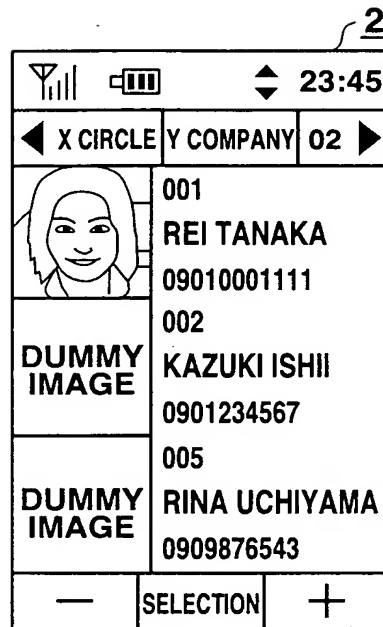 2
23:45
X CIRCLE Y COMPANY 02
001
REI TANAKA
09010001111
DUMMY IMAGE
002
KAZUKI ISHII
0901234567
DUMMY IMAGE
005
RINA UCHIYAMA
0909876543
— SELECTION +